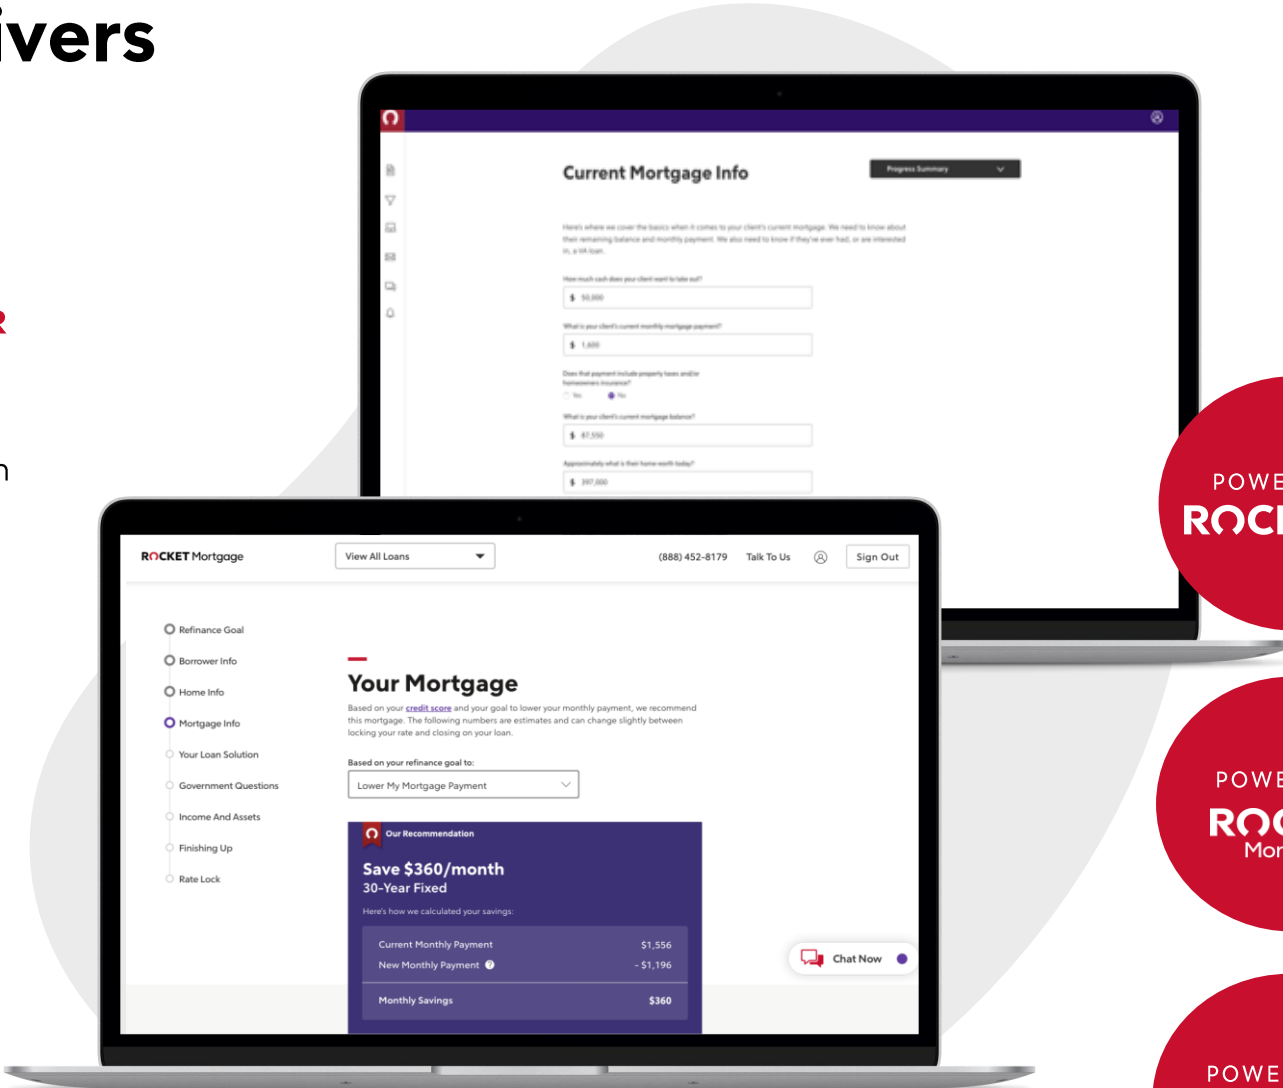 ivers
R
n
Current Mortgage Info
Progress Summary
Here's where we cover the basics when it comes to your client's current mortgage. We need to know about
their remaining balance and monthly payment. We also need to know if they've ever had, or are interested
in, a VA loan.
How much cash does your client want to take out?
$ 50,000
What is your client's current monthly mortgage payment?
$ 1,600
Does that payment include property taxes and/or
homeowners insurance?
Yes No
What is your client's current mortgage balance?
$ 87,550
Approximately what is their home worth today?
$ 397,000
POWE
ROCK
ROCKET Mortgage
View All Loans
(888) 452-8179 Talk To Us
Sign Out
Refinance Goal
Borrower Info
Home Info
Mortgage Info
Your Loan Solution
Government Questions
Income And Assets
Finishing Up
Rate Lock
Your Mortgage
Based on your credit score and your goal to lower your monthly payment, we recommend
this mortgage. The following numbers are estimates and can change slightly between
locking your rate and closing on your loan.
Based on your refinance goal to:
Lower My Mortgage Payment
Our Recommendation
Save $360/month
30-Year Fixed
Here's how we calculated your savings:
Current Monthly Payment $1,556
New Monthly Payment ? - $1,196
Monthly Savings $360
Chat Now
POWE
ROC
Mor
POWE